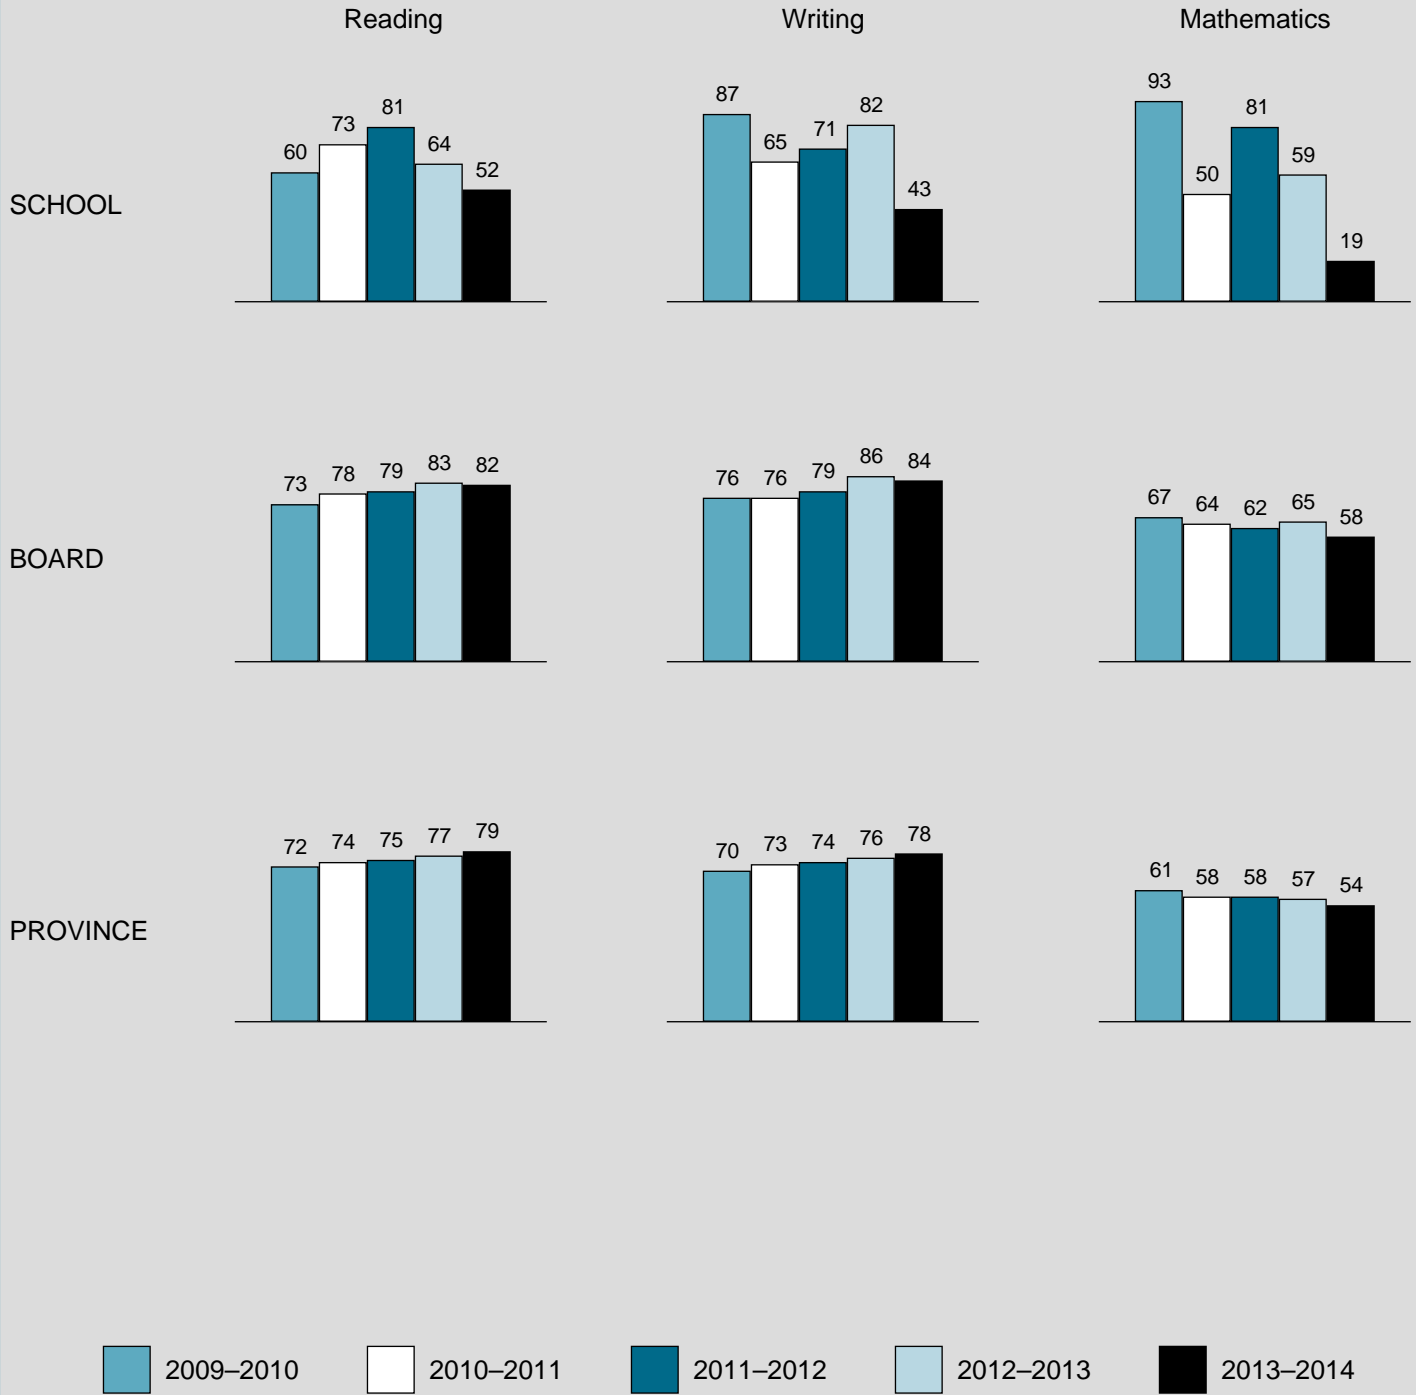 Reading Writing Mathematics
SCHOOL
60 73 81 64 52
87 65 71 82 43
93 50 81 59 19
BOARD
73 78 79 83 82
76 76 79 86 84
67 64 62 65 58
PROVINCE
72 74 75 77 79
70 73 74 76 78
61 58 58 57 54
2009–2010 2010–2011 2011–2012 2012–2013 2013–2014